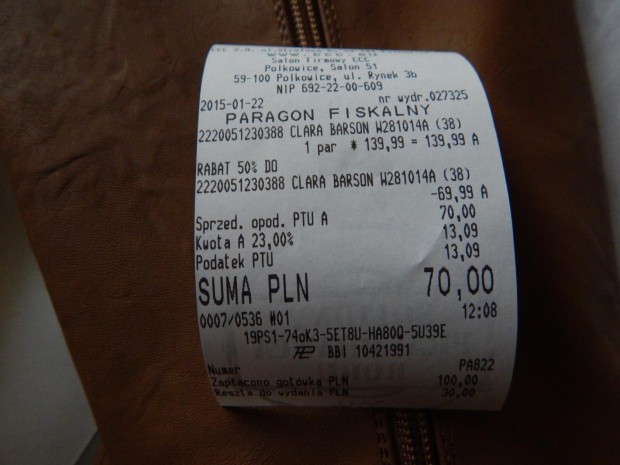 www.ccc.eu
Salon Firmowy CCC
Polkowice, Salon 51
59-100 Polkowice, ul. Rynek 3b
NIP 692-22-00-609
2015-01-22 nr wydr.027325
PARAGON FISKALNY
2220051230388 CLARA BARSON W281014A (38)
1 par * 139,99 = 139,99 A
RABAT 50% DO
2220051230388 CLARA BARSON W281014A (38)
-69,99 A
Sprzed. opod. PTU A 70,00
Kwota A 23,00% 13,09
Podatek PTU 13,09
SUMA PLN 70,00
0007/0536 #01 12:08
19PS1-74oK3-5ET8U-HA80Q-5U39E
BBI 10421991
Numer PA822
Zapłacono gotówką PLN 100,00
Reszta do wydania PLN 30,00